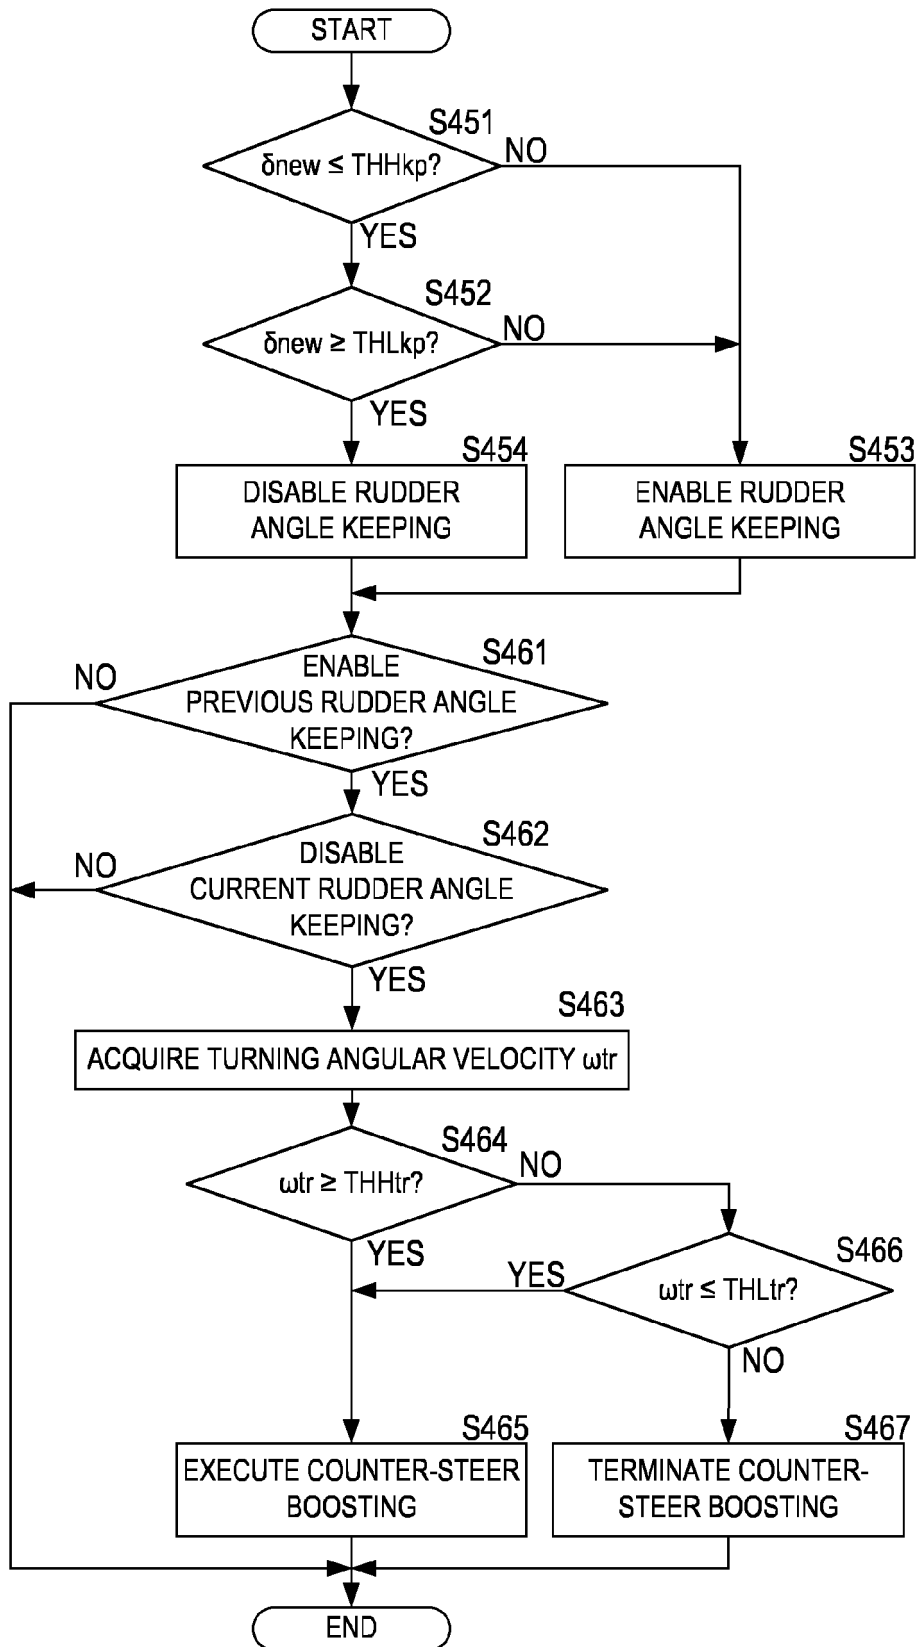 START
S451
δnew ≤ THHkp?
NO
YES
S452
δnew ≥ THLkp?
NO
YES
S454
DISABLE RUDDER
ANGLE KEEPING
S453
ENABLE RUDDER
ANGLE KEEPING
S461
NO
ENABLE
PREVIOUS RUDDER ANGLE
KEEPING?
YES
S462
NO
DISABLE
CURRENT RUDDER ANGLE
KEEPING?
YES
S463
ACQUIRE TURNING ANGULAR VELOCITY ωtr
S464
ωtr ≥ THHtr?
NO
YES
S466
YES
ωtr ≤ THLtr?
NO
S465
EXECUTE COUNTER-STEER
BOOSTING
S467
TERMINATE COUNTER-
STEER BOOSTING
END